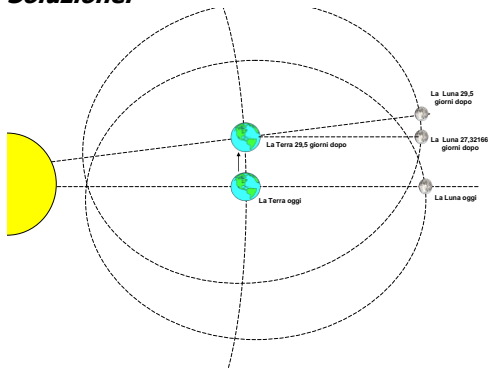 Soluzione:
La Luna 29,5
giorni dopo
La Terra 29,5 giorni dopo
La Luna 27,32166
giorni dopo
La Terra oggi
La Luna oggi